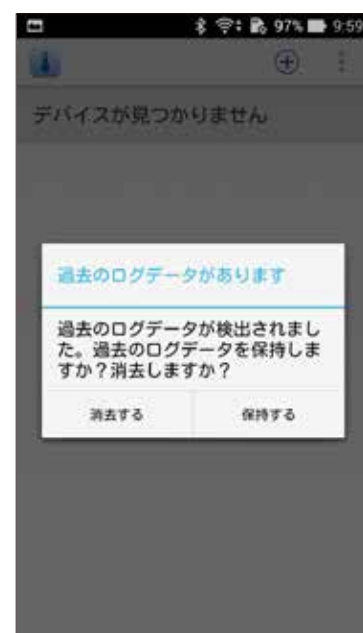 97% 9:59
デバイスが見つかりません
過去のログデータがあります
過去のログデータが検出されまし
た。過去のログデータを保持しま
すか？消去しますか？
消去する 保持する